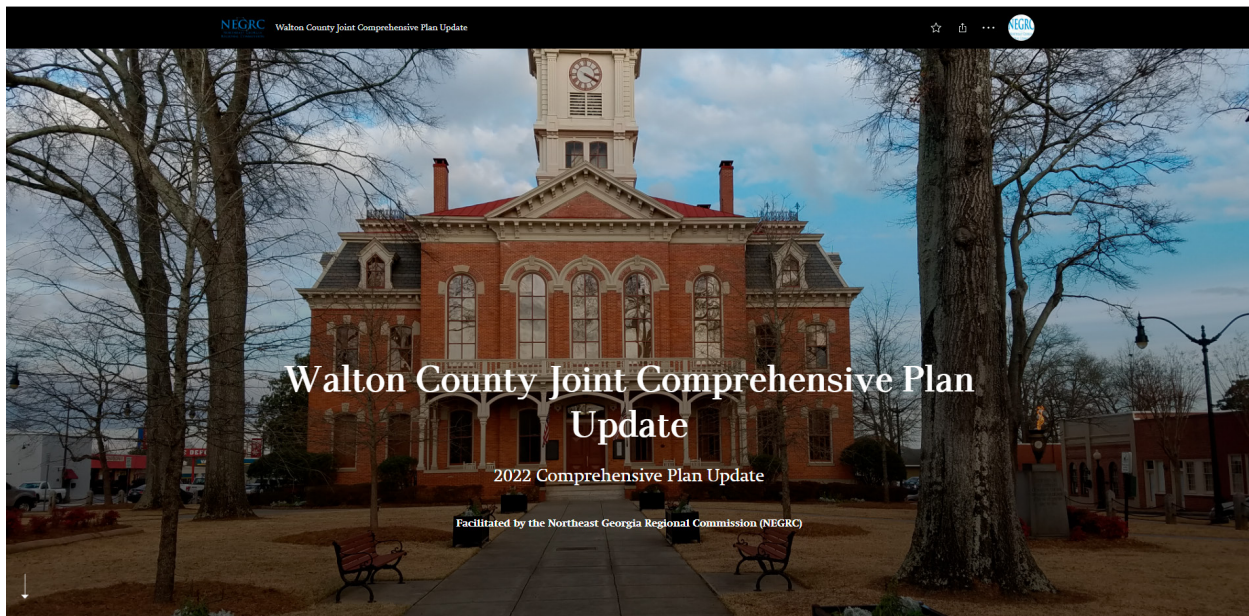 NEGRC
Walton County Joint Comprehensive Plan Update
NEGRC
Walton County Joint Comprehensive Plan
Update
2022 Comprehensive Plan Update
Facilitated by the Northeast Georgia Regional Commission (NEGRC)